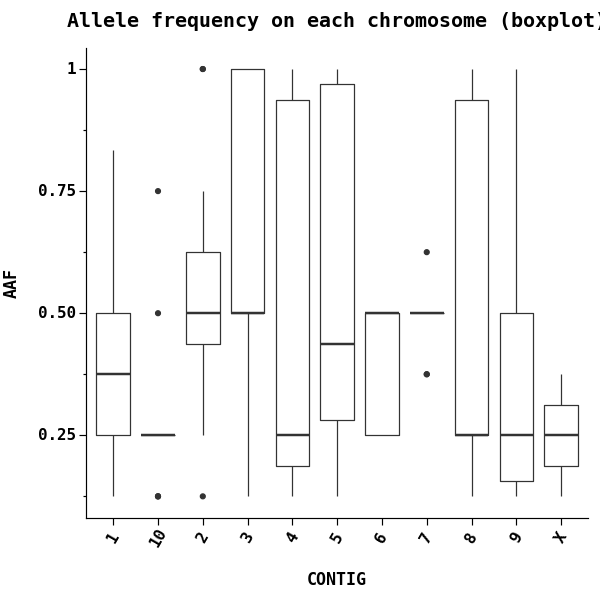 Allele frequency on each chromosome (boxplot)
1
0.75
0.50
0.25
AAF
1 10 2 3 4 5 6 7 8 9 X
CONTIG